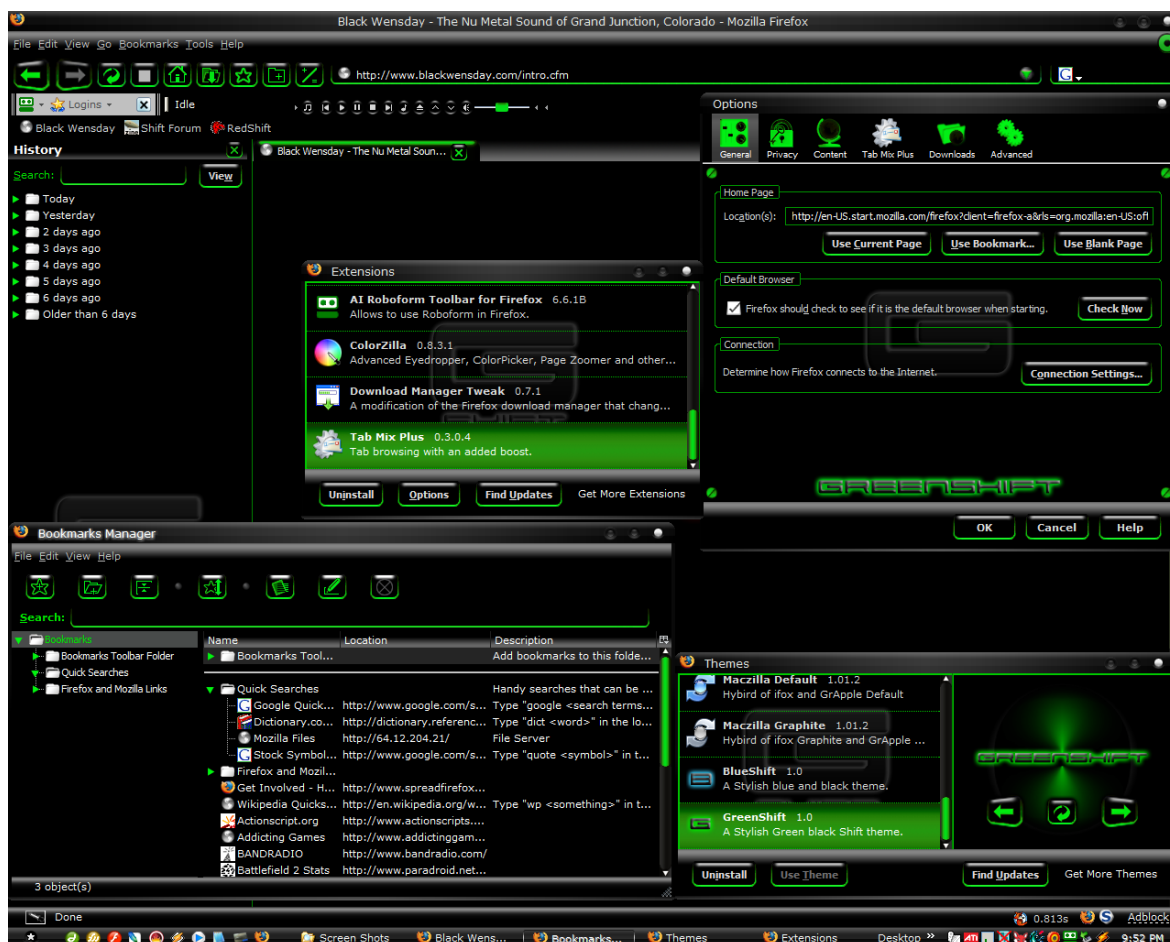 Black Wensday - The Nu Metal Sound of Grand Junction, Colorado - Mozilla Firefox
File Edit View Go Bookmarks Tools Help
http://www.blackwensday.com/intro.cfm
Logins
Idle
Black Wensday Shift Forum RedShift
History
Search:
View
Today
Yesterday
2 days ago
3 days ago
4 days ago
5 days ago
6 days ago
Older than 6 days
Black Wensday - The Nu Metal Soun...
Extensions
AI Roboform Toolbar for Firefox 6.6.1B
Allows to use Roboform in Firefox.
ColorZilla 0.8.3.1
Advanced Eyedropper, ColorPicker, Page Zoomer and other...
Download Manager Tweak 0.7.1
A modification of the Firefox download manager that chang...
Tab Mix Plus 0.3.0.4
Tab browsing with an added boost.
Uninstall Options Find Updates Get More Extensions
Options
General Privacy Content Tab Mix Plus Downloads Advanced
Home Page
Location(s): http://en-US.start.mozilla.com/firefox?client=firefox-a&rls=org.mozilla:en-US:ofl
Use Current Page Use Bookmark... Use Blank Page
Default Browser
Firefox should check to see if it is the default browser when starting. Check Now
Connection
Determine how Firefox connects to the Internet. Connection Settings...
GREENSHIFT
OK Cancel Help
Bookmarks Manager
File Edit View Help
Search:
Bookmarks
Bookmarks Toolbar Folder
Quick Searches
Firefox and Mozilla Links
Name Location Description
Bookmarks Tool... Add bookmarks to this folde...
Quick Searches Handy searches that can be ...
Google Quick... http://www.google.com/s... Type "google <search terms...
Dictionary.co... http://dictionary.referenc... Type "dict <word>" in the lo...
Mozilla Files http://64.12.204.21/ File Server
Stock Symbol... http://www.google.com/s... Type "quote <symbol>" in t...
Firefox and Mozil...
Get Involved - H... http://www.spreadfirefox...
Wikipedia Quicks... http://en.wikipedia.org/w... Type "wp <something>" in t...
Actionscript.org http://www.actionscripts....
Addicting Games http://www.addictinggam...
BANDRADIO http://www.bandradio.com/
Battlefield 2 Stats http://www.paradroid.net...
3 object(s)
Themes
Maczilla Default 1.01.2
Hybird of ifox and GrApple Default
Maczilla Graphite 1.01.2
Hybird of ifox Graphite and GrApple ...
BlueShift 1.0
A Stylish blue and black theme.
GreenShift 1.0
A Stylish Green black Shift theme.
GREENSHIFT
Uninstall Use Theme Find Updates Get More Themes
Done 0.813s Adblock
Screen Shots Black Wens... Bookmarks... Themes Extensions Desktop » 9:52 PM